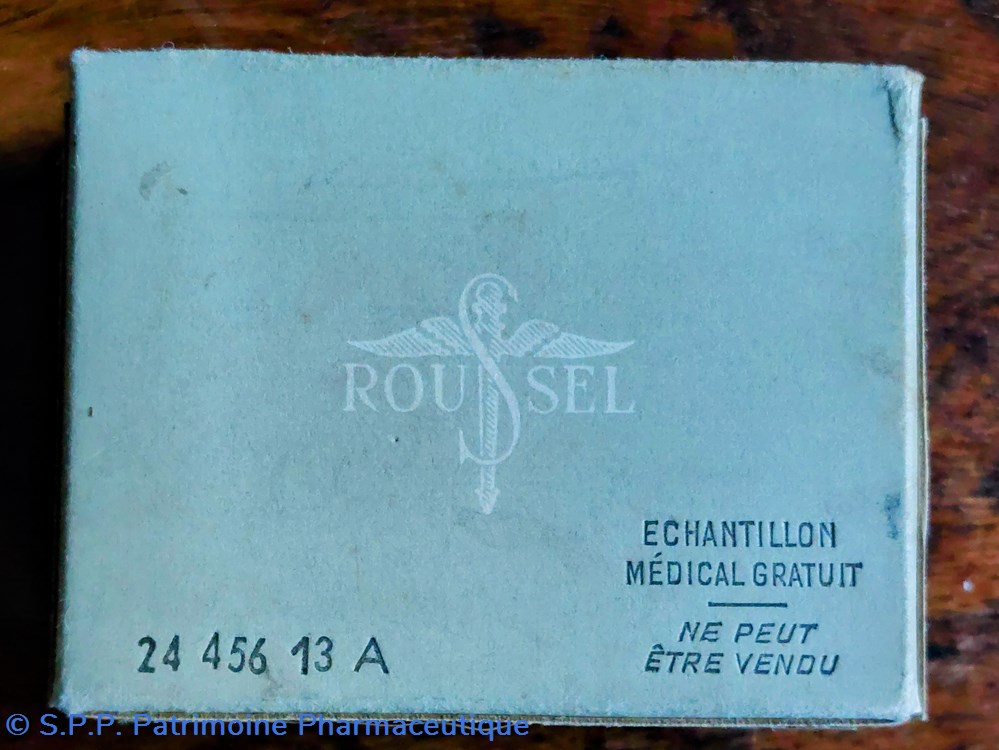 ROUSSEL
ECHANTILLON
MÉDICAL GRATUIT
NE PEUT
ÊTRE VENDU
24 456 13 A
© S.P.P. Patrimoine Pharmaceutique